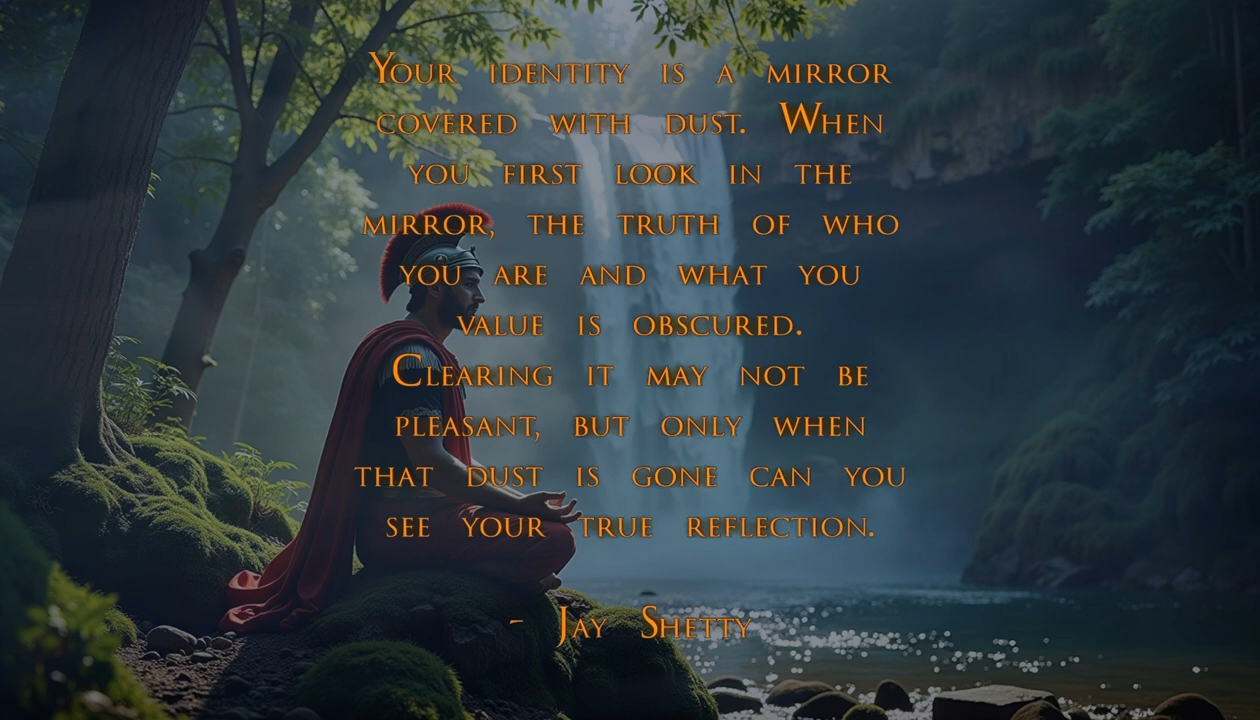 Your identity is a mirror
covered with dust. When
you first look in the
mirror, the truth of who
you are and what you
value is obscured.
Clearing it may not be
pleasant, but only when
that dust is gone can you
see your true reflection.
- Jay Shetty